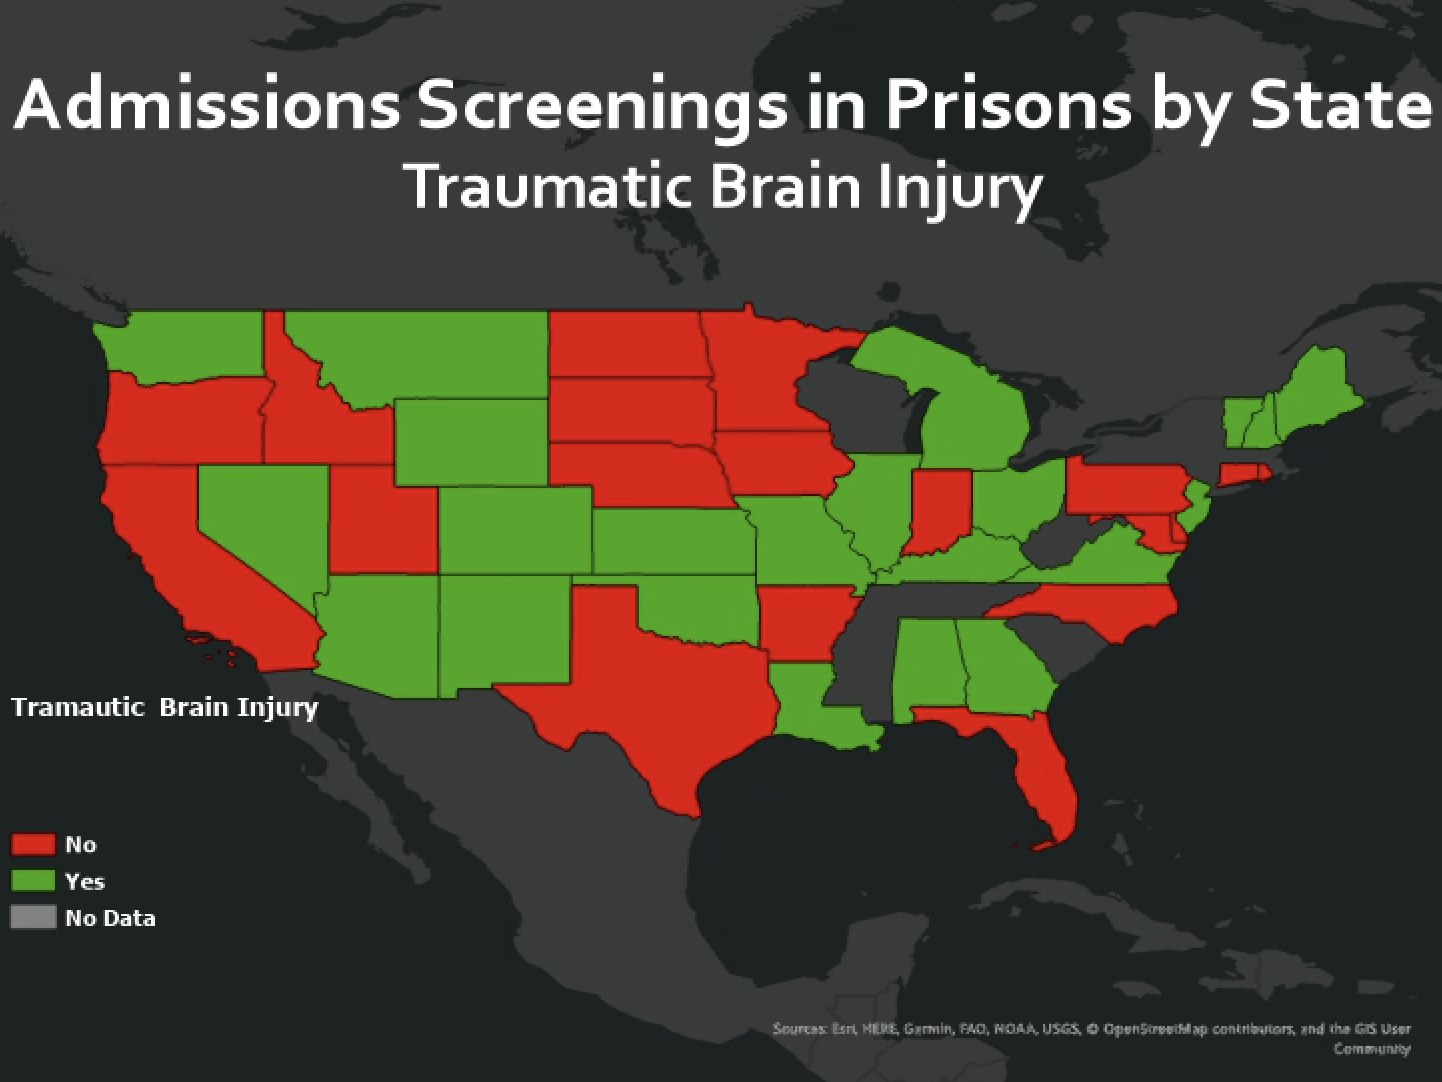 Admissions Screenings in Prisons by State
Traumatic Brain Injury
Tramautic Brain Injury
No
Yes
No Data
Sources: Esri, HERE, Garmin, FAO, NOAA, USGS, © OpenStreetMap contributors, and the GIS User
Community